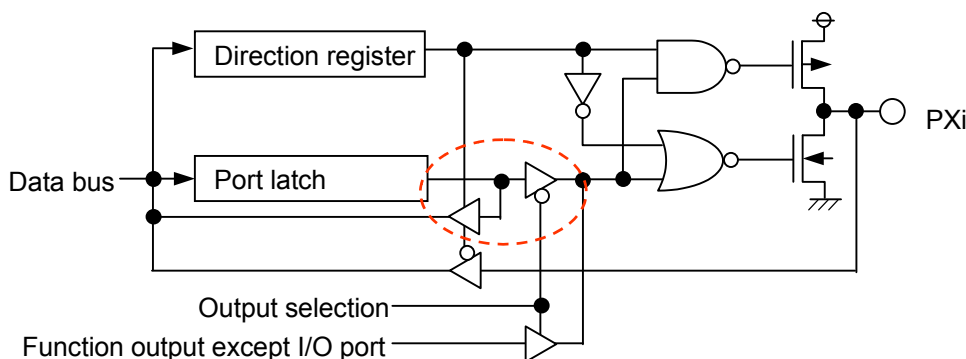 Direction register
PXi
Data bus
Port latch
Output selection
Function output except I/O port